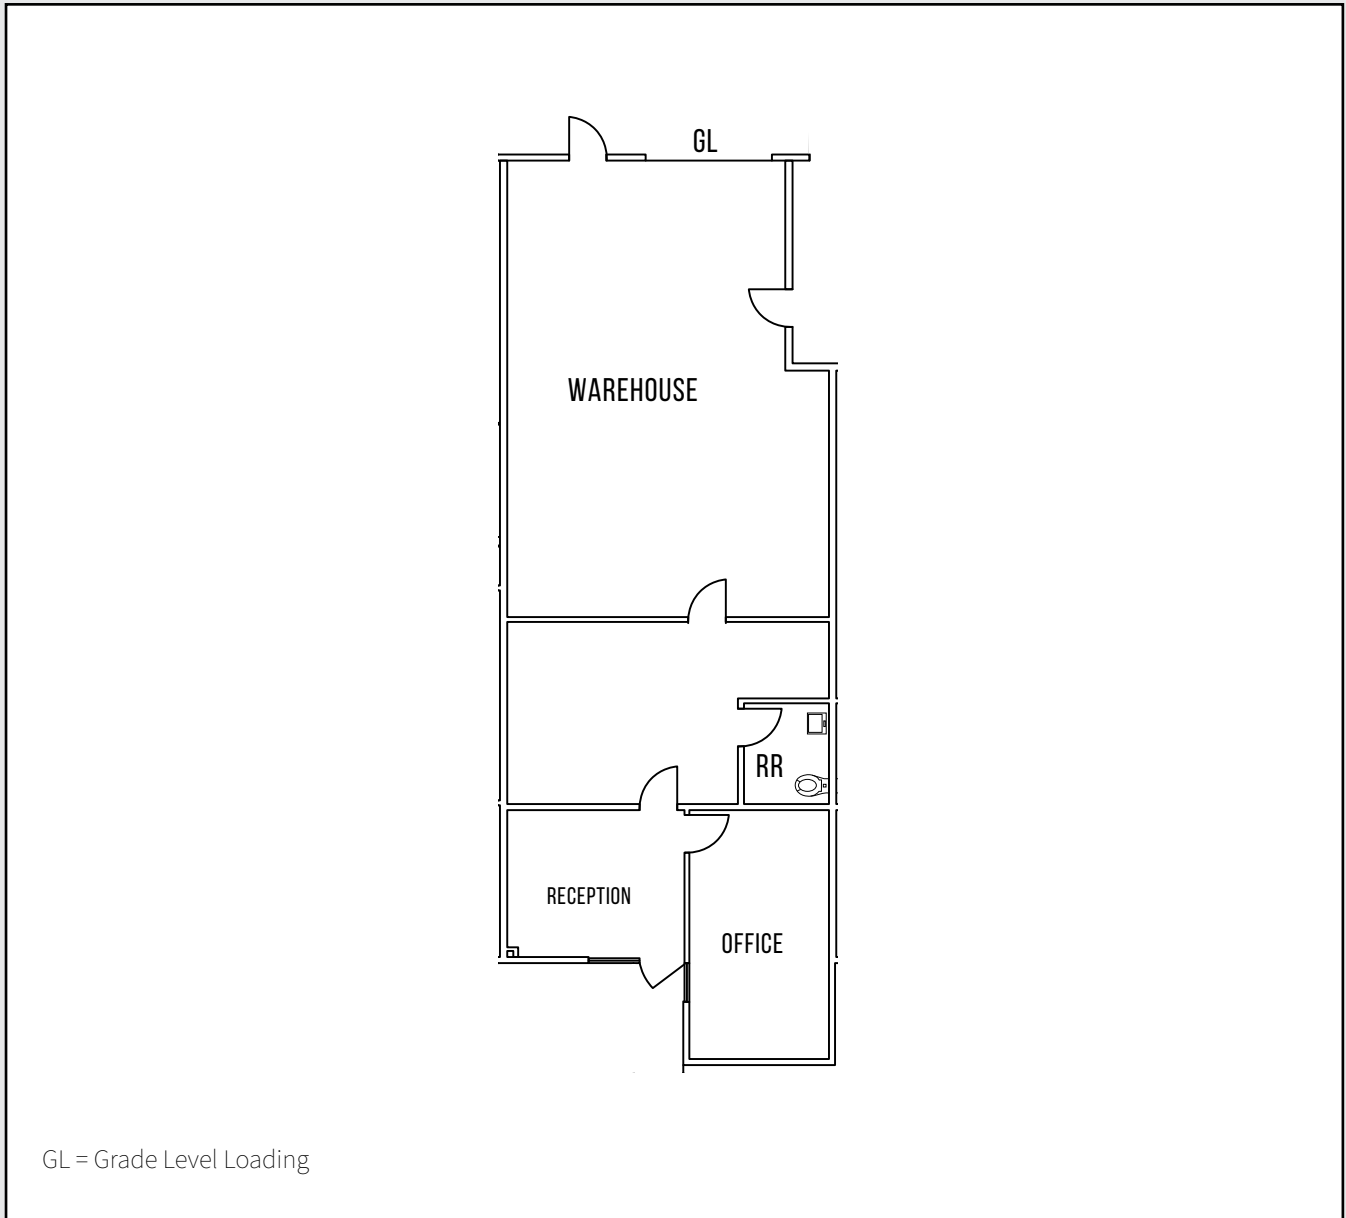 GL
WAREHOUSE
RR
RECEPTION
OFFICE
GL = Grade Level Loading